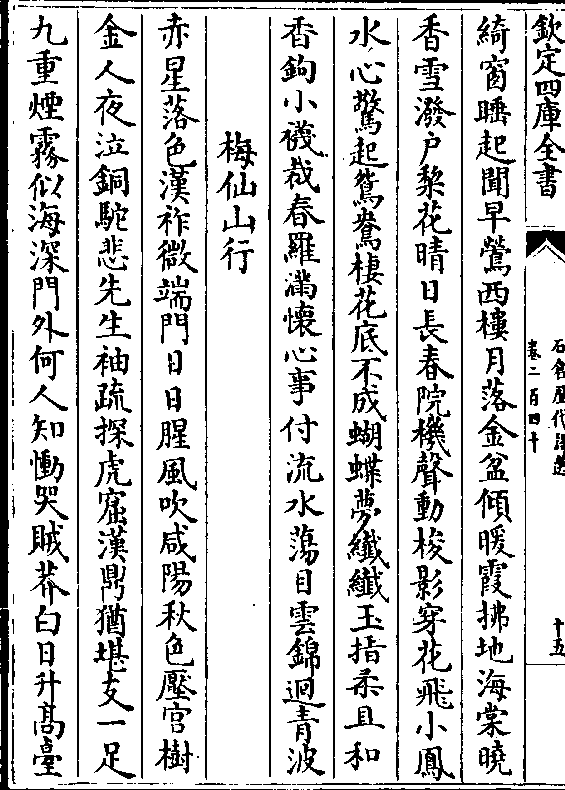 欽定四庫全書
石倉歷代詩選
卷二百四十
十五
綺窗睡起聞早鶯西樓月落金盆傾暖霞拂地海棠曉
香雪潑户棃花晴日長春院機聲動梭影穿花飛小鳳
水心驚起鴛鴦棲花底不成蝴蝶夢纎纎玉指柔且和
香鉤小襪裁春羅滿懷心事付流水蕩目雲錦迴青波
梅仙山行
赤星落色漢祚微端門日日腥風吹咸陽秋色壓宮樹
金人夜泣銅駝悲先生袖疏探虎窟漢鼎猶堪支一足
九重煙霧似海深門外何人知慟哭賊莽白日升髙臺